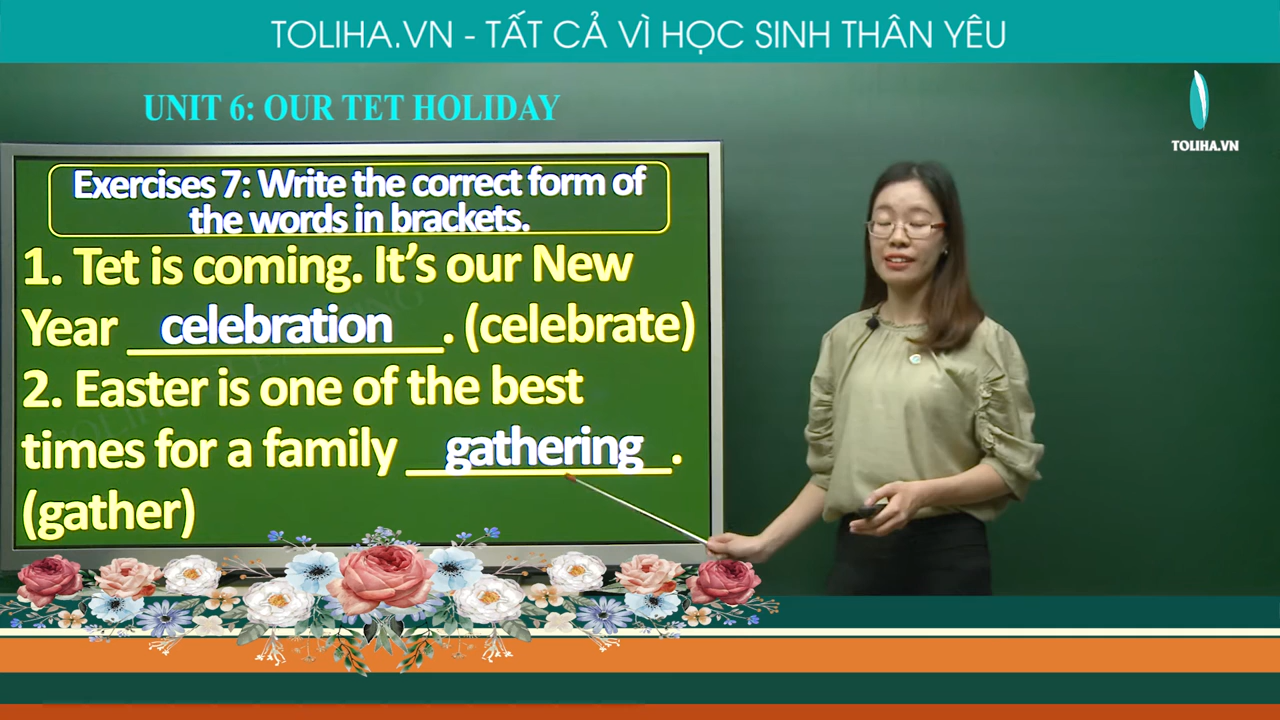 TOLIHA.VN - TẤT CẢ VÌ HỌC SINH THÂN YÊU
UNIT 6: OUR TET HOLIDAY
TOLIHA.VN
Exercises 7: Write the correct form of
the words in brackets.
1. Tet is coming. It's our New
Year celebration. (celebrate)
2. Easter is one of the best
times for a family gathering.
(gather)